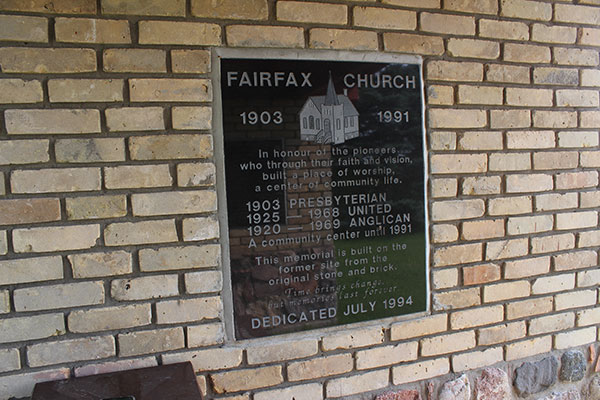 FAIRFAX CHURCH
1903 1991
In honour of the pioneers
who through their faith and vision,
built a place of worship,
a center of community life.
1903 PRESBYTERIAN
1925 - 1968 UNITED
1920 - 1969 ANGLICAN
A community center until 1991
This memorial is built on the
former site from the
original stone and brick.
Time brings change
but memories last forever
DEDICATED JULY 1994